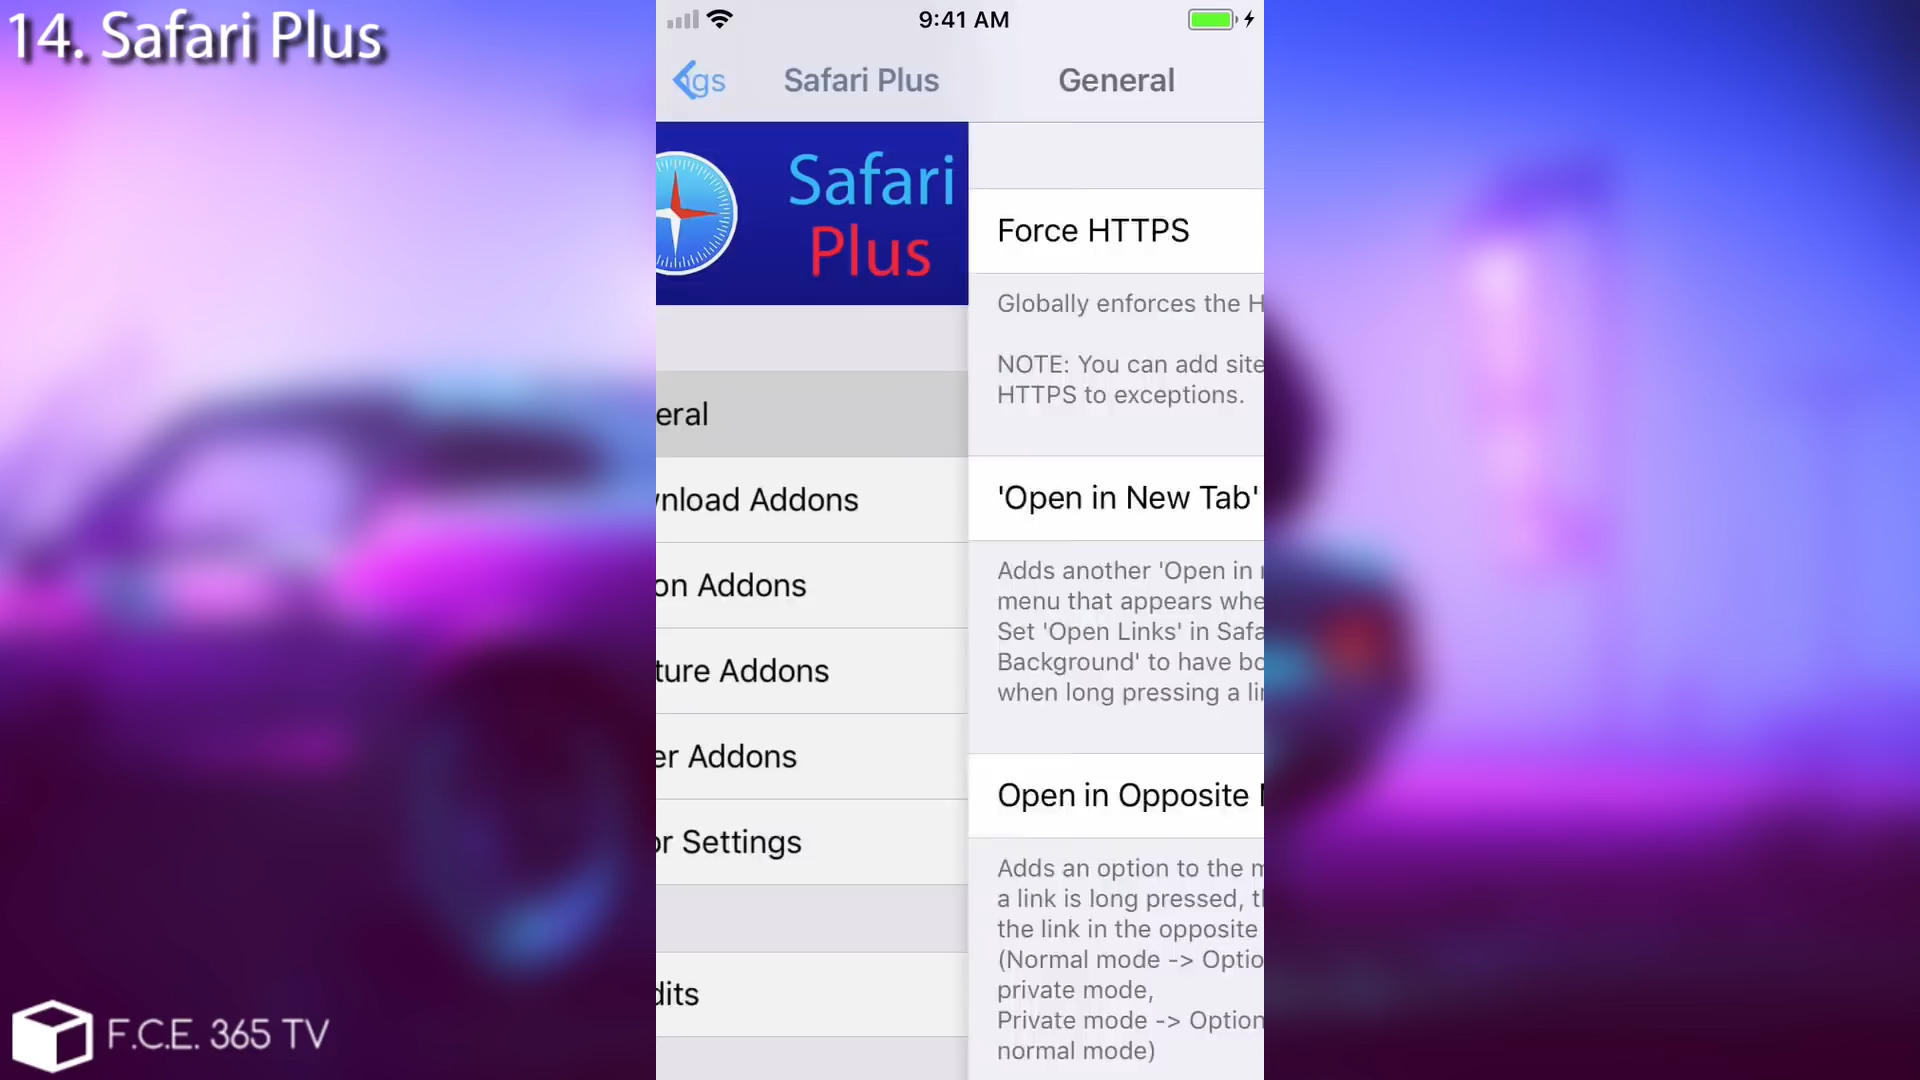 14. Safari Plus
9:41 AM
gs
Safari Plus
General
Safari
Plus
eral
nload Addons
on Addons
ture Addons
er Addons
or Settings
dits
Force HTTPS
Globally enforces the H
NOTE: You can add site
HTTPS to exceptions.
'Open in New Tab'
Adds another 'Open in
menu that appears whe
Set 'Open Links' in Safa
Background' to have bo
when long pressing a li
Open in Opposite
Adds an option to the m
a link is long pressed, t
the link in the opposite
(Normal mode -> Optio
private mode,
Private mode -> Option
normal mode)
F.C.E. 365 TV